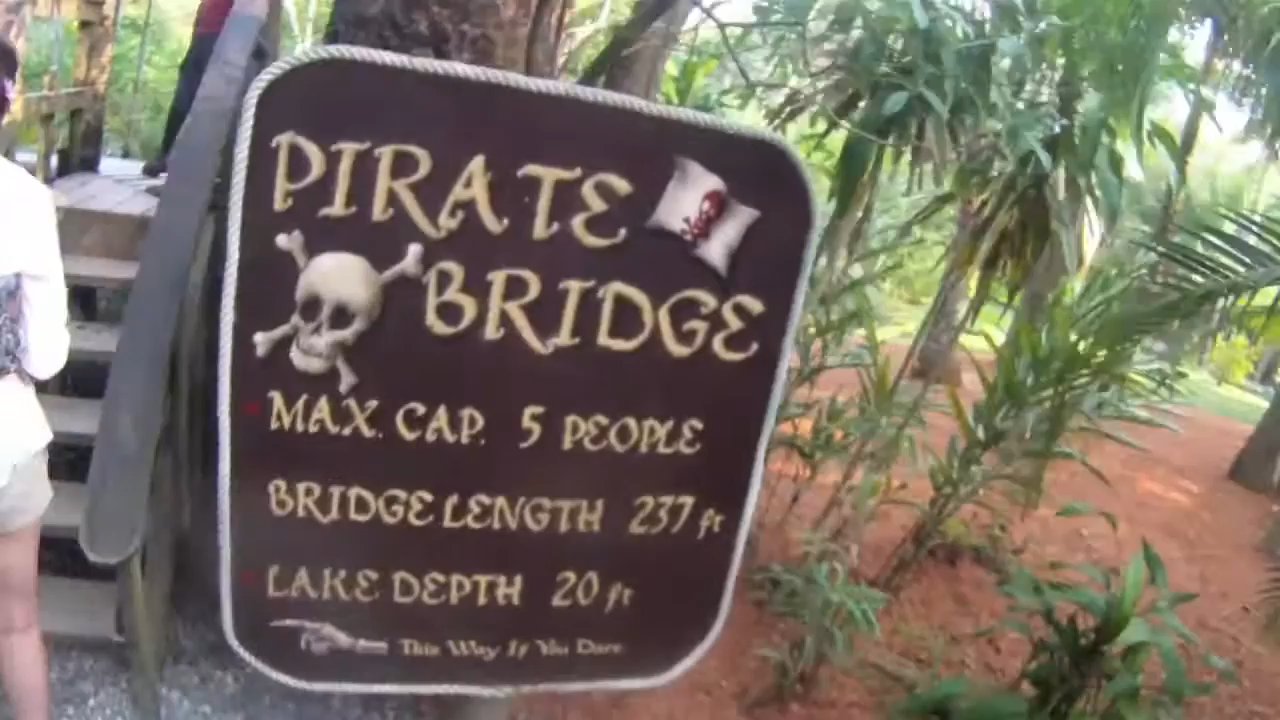 PIRATE
BRIDGE
MAX. CAP. 5 PEOPLE
BRIDGE LENGTH 237 ft
LAKE DEPTH 20 ft
This Way If You Dare